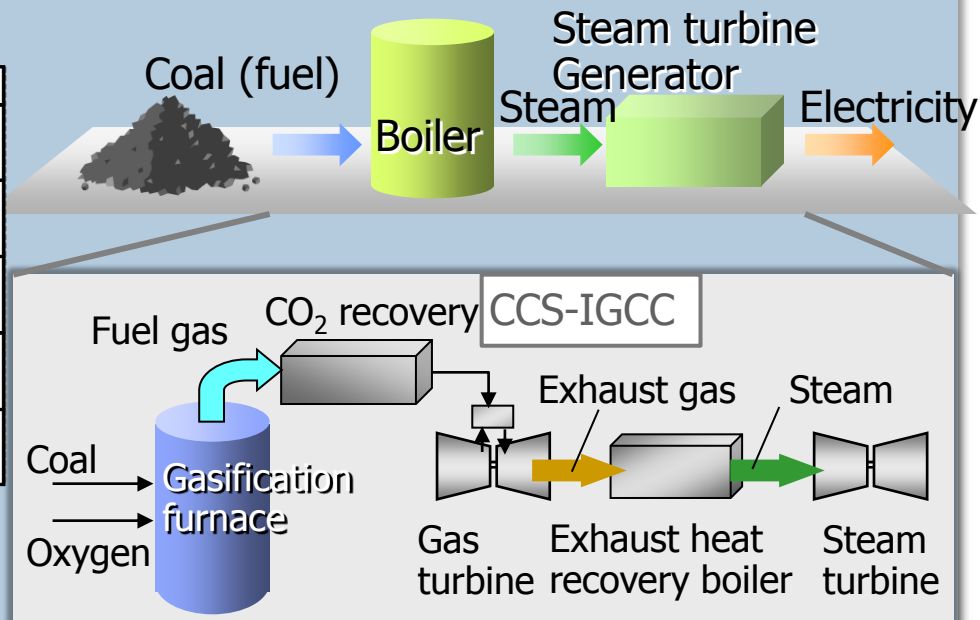 Coal (fuel)
Boiler
Steam
Steam turbine
Generator
Electricity
CCS-IGCC
Fuel gas
CO₂ recovery
Coal
Oxygen
Gasification
furnace
Exhaust gas
Steam
Gas
turbine
Exhaust heat
recovery boiler
Steam
turbine